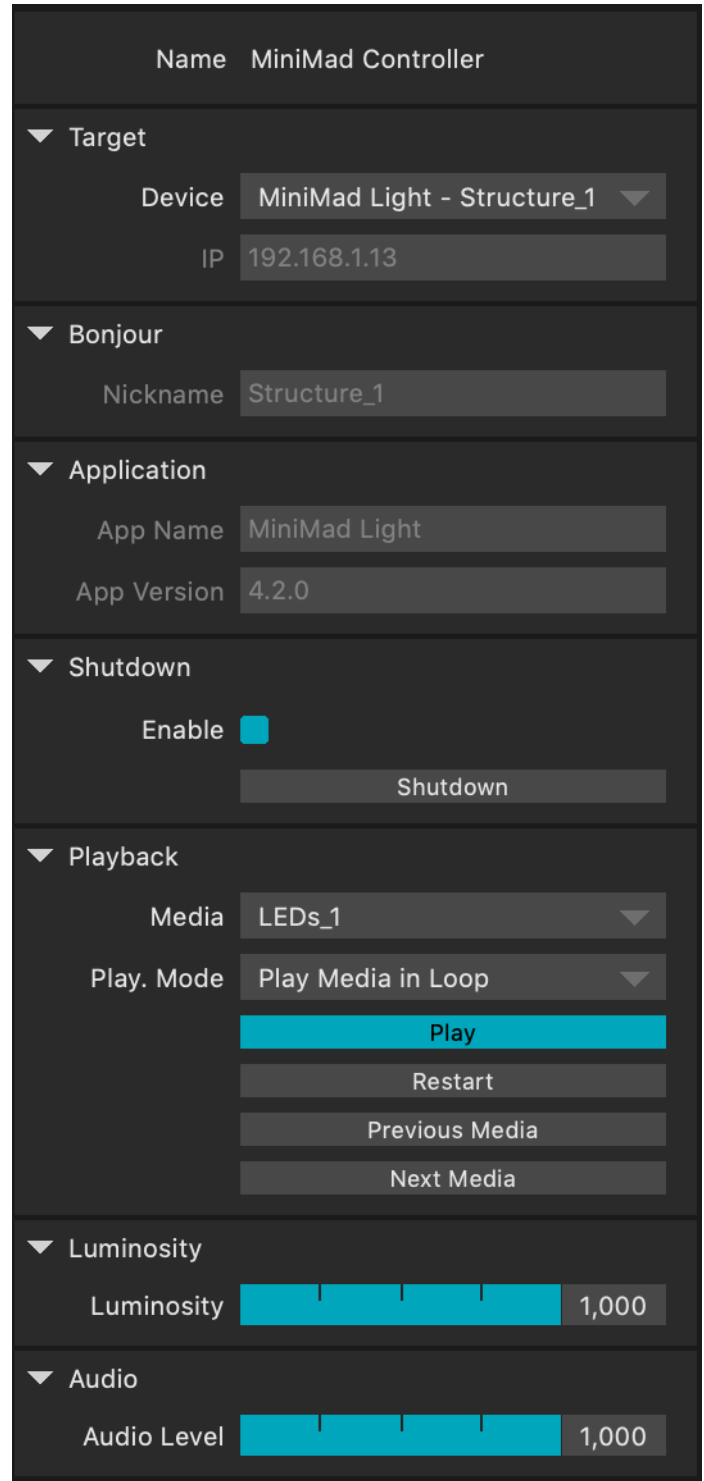 Name MiniMad Controller
Target
Device MiniMad Light - Structure_1
IP 192.168.1.13
Bonjour
Nickname Structure_1
Application
App Name MiniMad Light
App Version 4.2.0
Shutdown
Enable
Shutdown
Playback
Media LEDs_1
Play. Mode Play Media in Loop
Play
Restart
Previous Media
Next Media
Luminosity
Luminosity 1,000
Audio
Audio Level 1,000